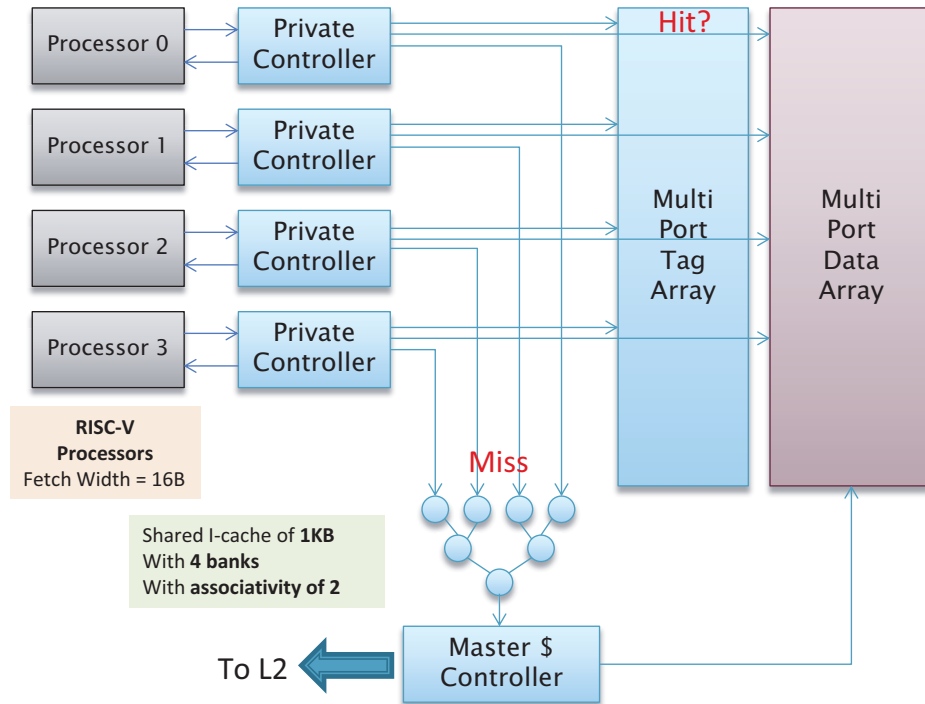 Processor 0
Private
Controller
Hit?
Processor 1
Private
Controller
Processor 2
Private
Controller
Multi
Port
Tag
Array
Multi
Port
Data
Array
Processor 3
Private
Controller
RISC-V
Processors
Fetch Width = 16B
Miss
Shared I-cache of 1KB
With 4 banks
With associativity of 2
To L2
Master $
Controller